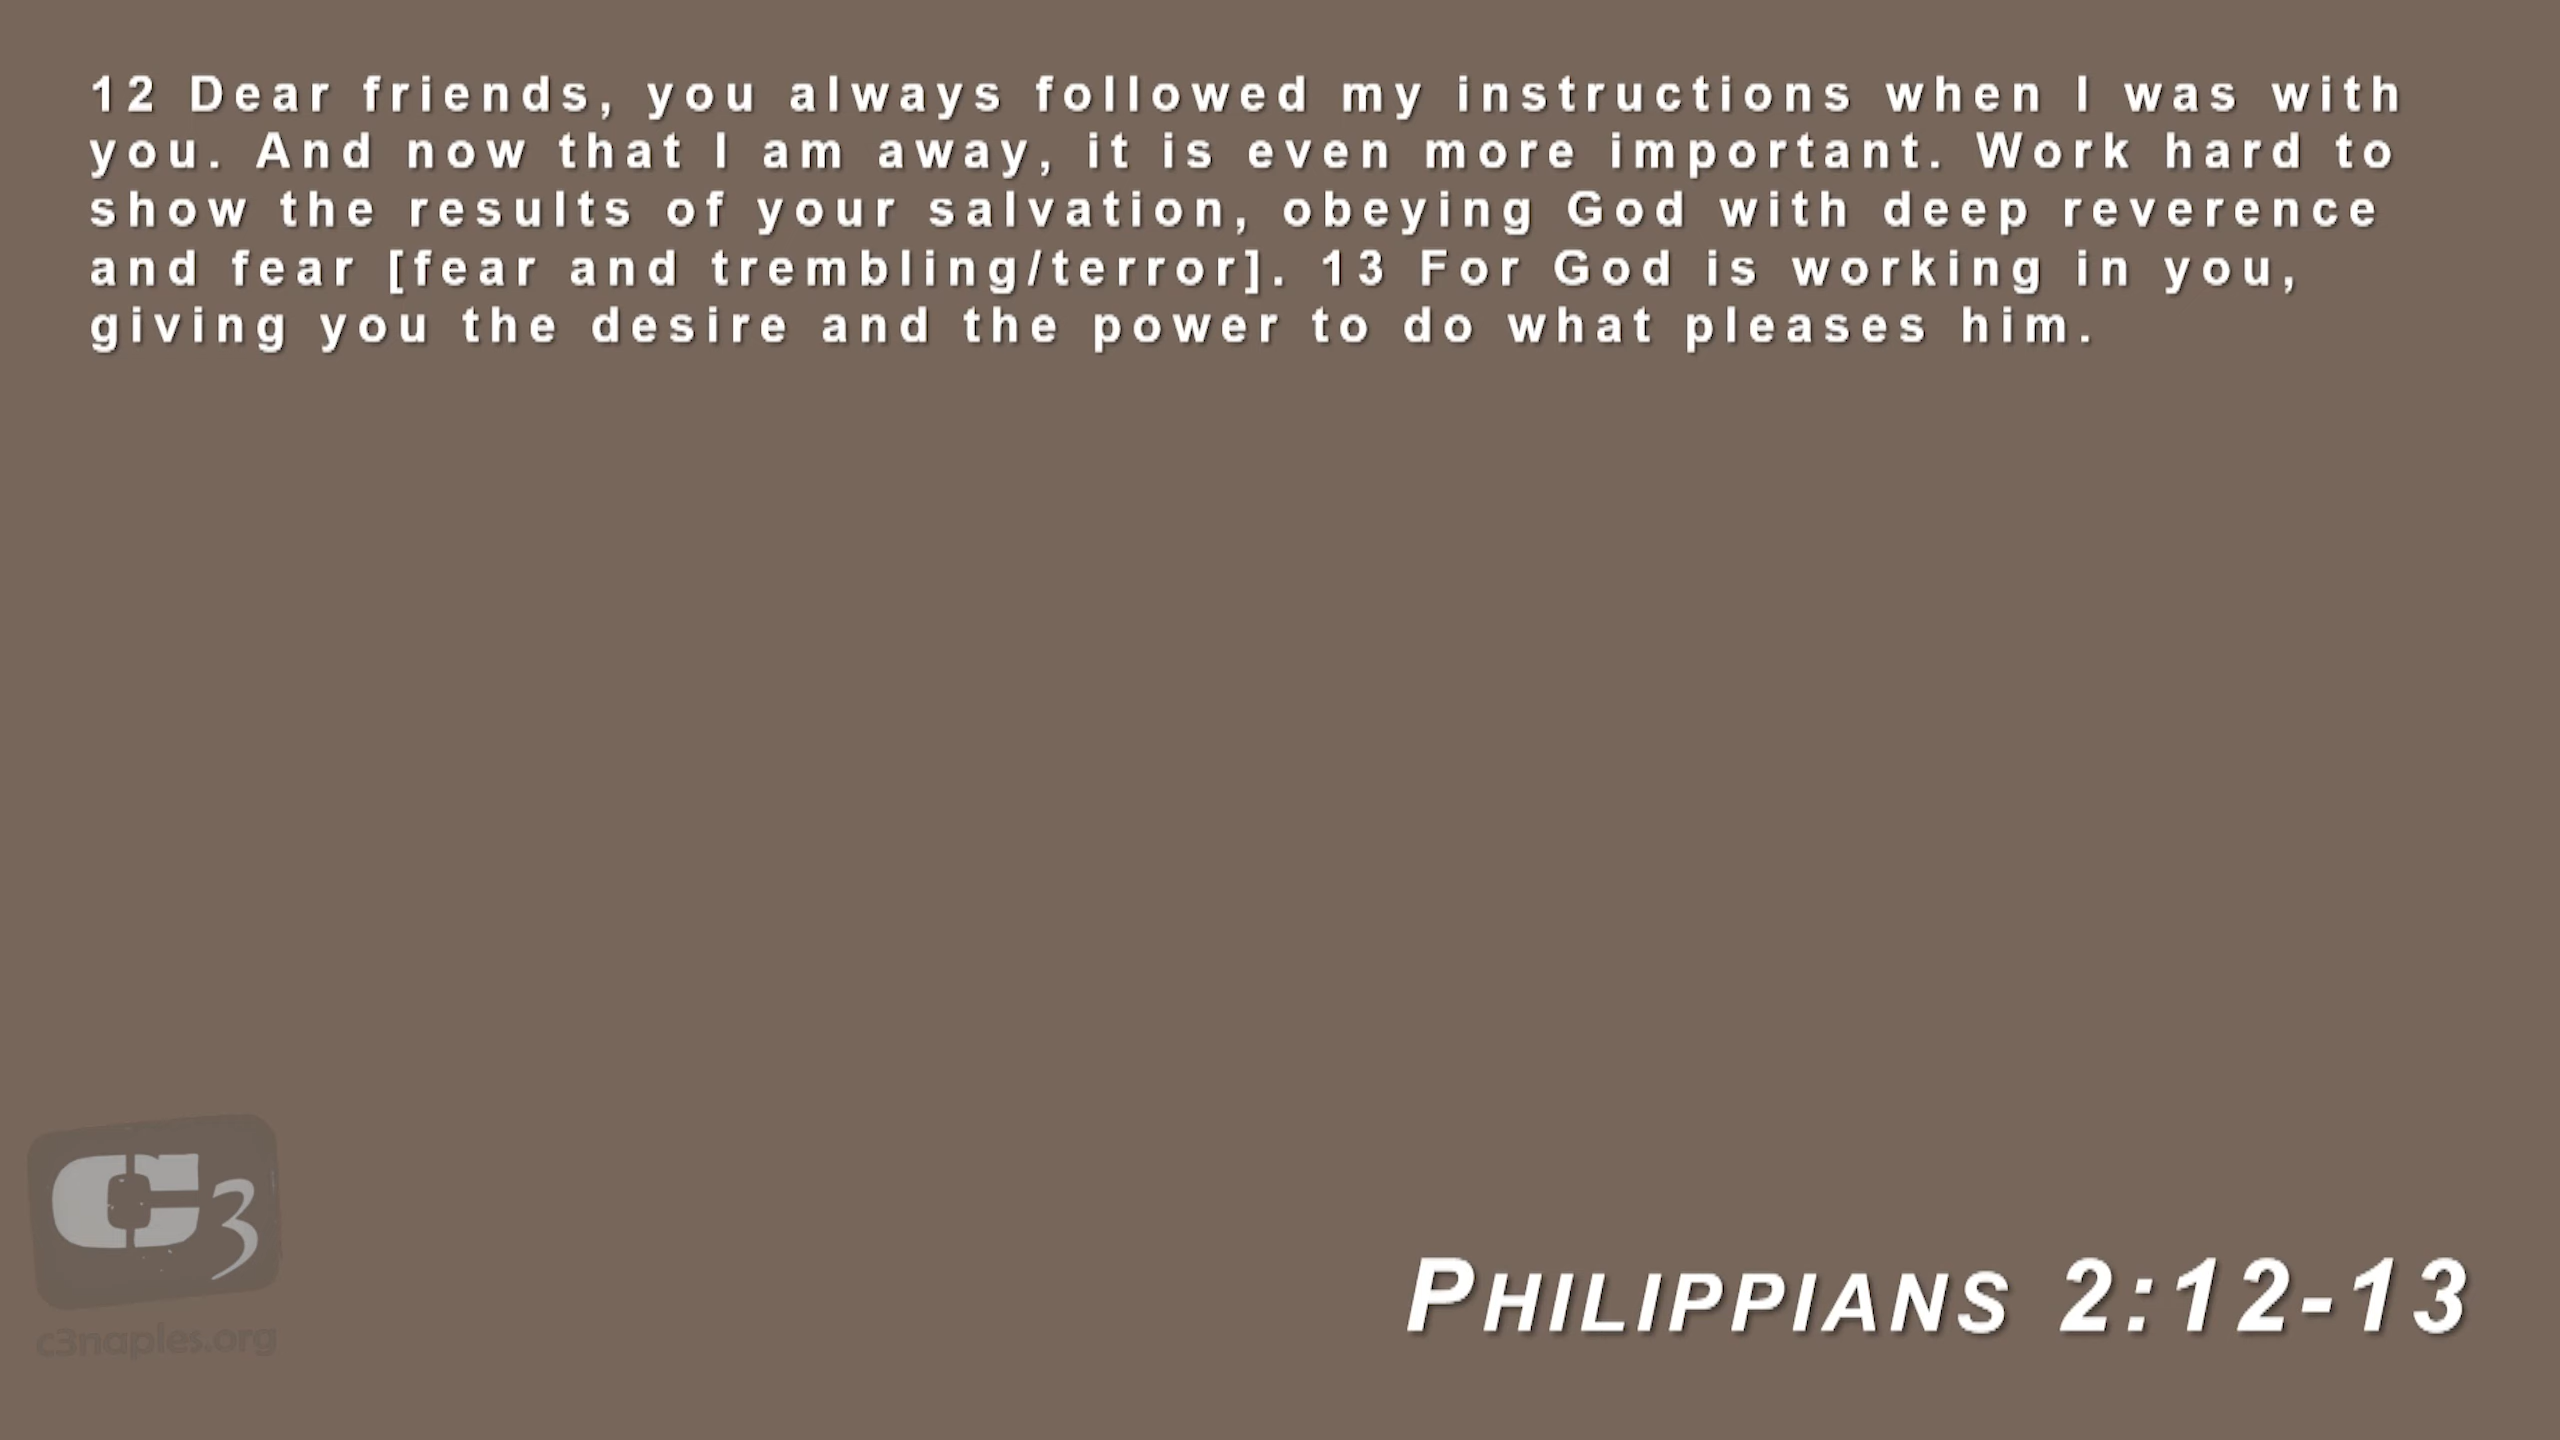 12 Dear friends, you always followed my instructions when I was with
you. And now that I am away, it is even more important. Work hard to
show the results of your salvation, obeying God with deep reverence
and fear [fear and trembling/terror]. 13 For God is working in you,
giving you the desire and the power to do what pleases him.
C3
c3naples.org
PHILIPPIANS 2:12-13